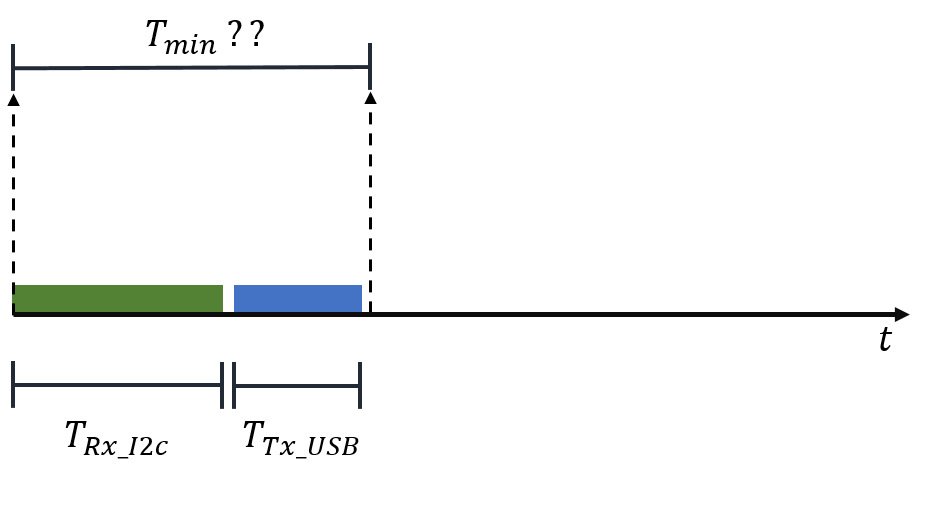 T_min ??
t
T_Rx_I2c T_Tx_USB